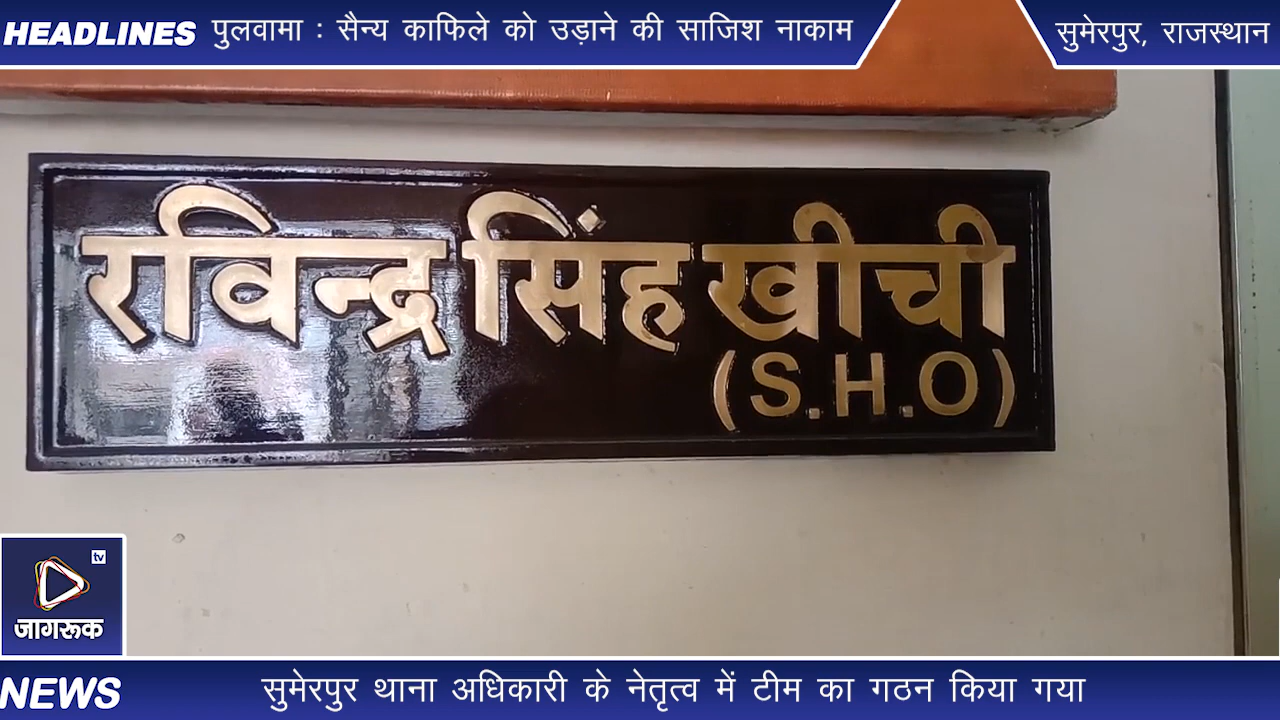 HEADLINES पुलवामा : सैन्य काफिले को उड़ाने की साजिश नाकाम
सुमेरपुर, राजस्थान
रविन्द्र सिंह खीची
(S.H.O)
tv
जागरूक
NEWS सुमेरपुर थाना अधिकारी के नेतृत्व में टीम का गठन किया गया